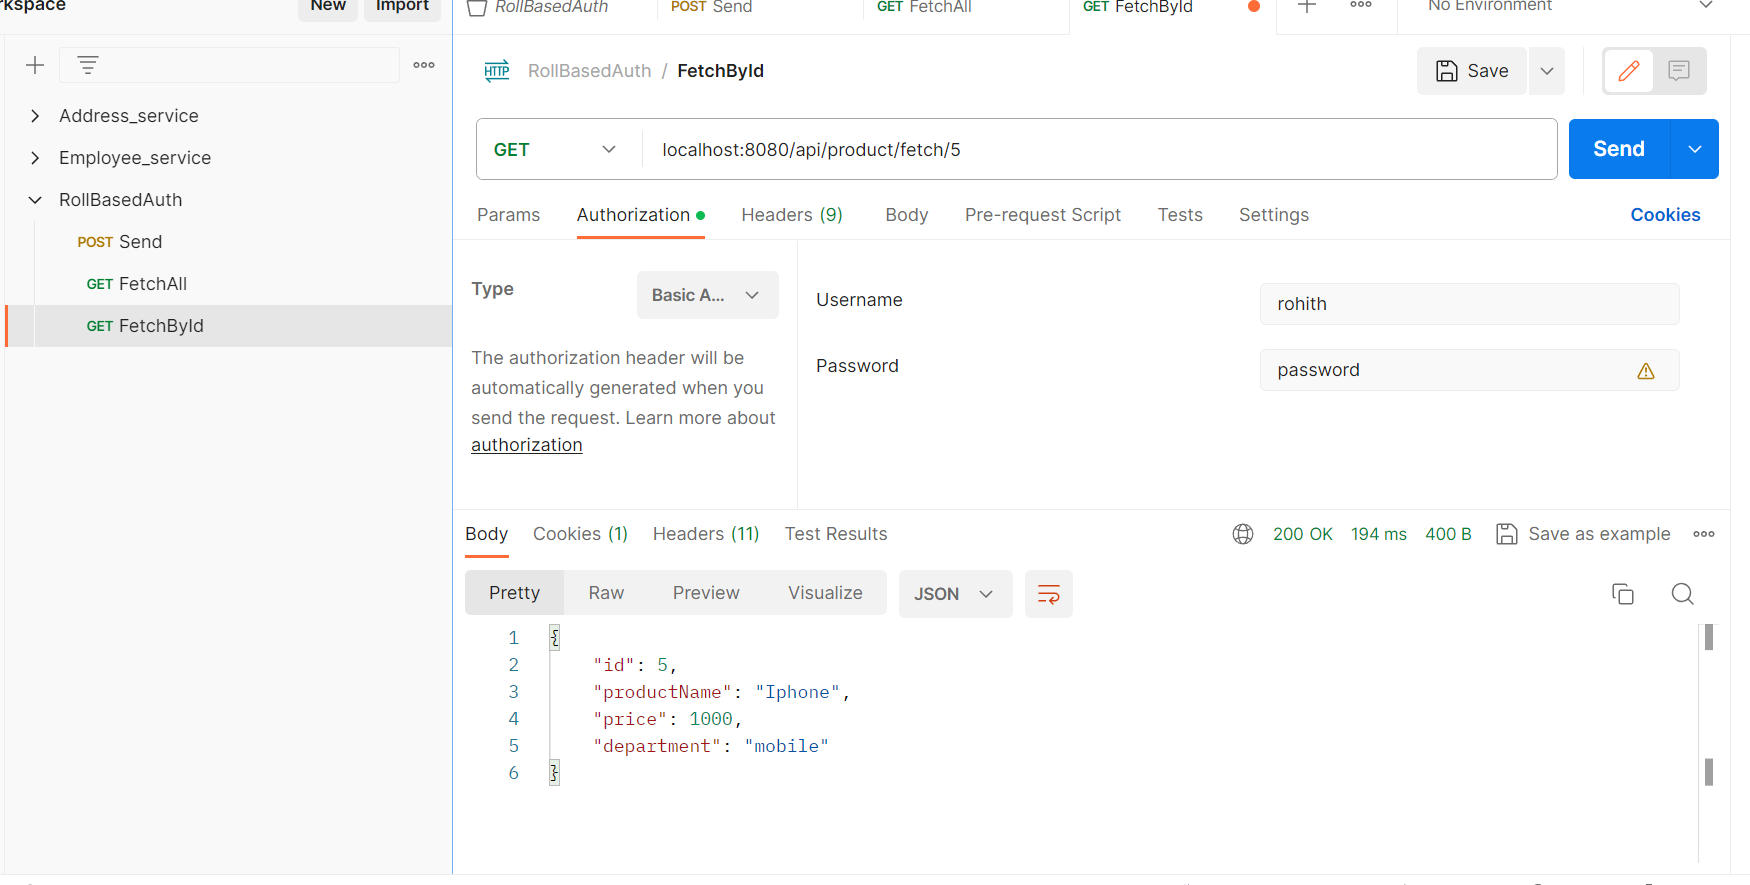 rkspace
New
Import
RollBasedAuth
POST Send
GET FetchAll
GET FetchById
No Environment
HTTP RollBasedAuth / FetchById
Save
Address_service
Employee_service
RollBasedAuth
POST Send
GET FetchAll
GET FetchById
GET
localhost:8080/api/product/fetch/5
Send
Params
Authorization
Headers (9)
Body
Pre-request Script
Tests
Settings
Cookies
Type
Basic A...
The authorization header will be
automatically generated when you
send the request. Learn more about
authorization
Username
rohith
Password
password
Body
Cookies (1)
Headers (11)
Test Results
200 OK
194 ms
400 B
Save as example
Pretty
Raw
Preview
Visualize
JSON
1 {
2 "id": 5,
3 "productName": "Iphone",
4 "price": 1000,
5 "department": "mobile"
6 }